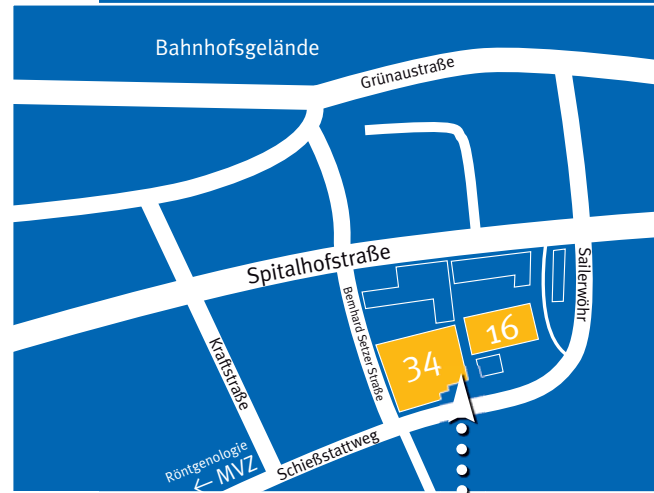 Bahnhofsgelände
Grünaustraße
Spitalhofstraße
Sailerwöhr
Bernhard Setzer Straße
16
34
Kraftstraße
Röntgenologie
← MVZ
Schießstattweg